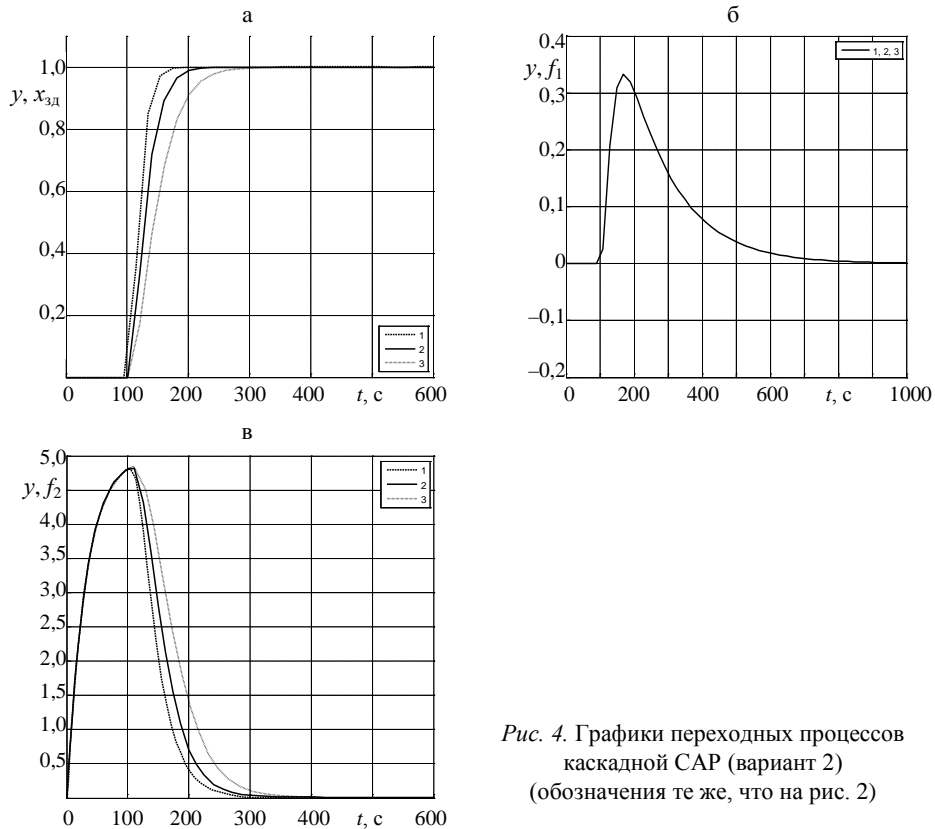 а
1,0
y, xзд
0,8
0,6
0,4
0,2
1
2
3
0 100 200 300 400 t, с 600
б
0,4
y, f1
0,3
0,2
0,1
0
–0,1
–0,2
1, 2, 3
0 200 400 600 t, с 1000
в
5,0
y, f2
4,0
3,5
3,0
2,5
2,0
1,5
1,0
0,5
1
2
3
0 100 200 300 400 t, с 600
Рис. 4. Графики переходных процессов
каскадной САР (вариант 2)
(обозначения те же, что на рис. 2)